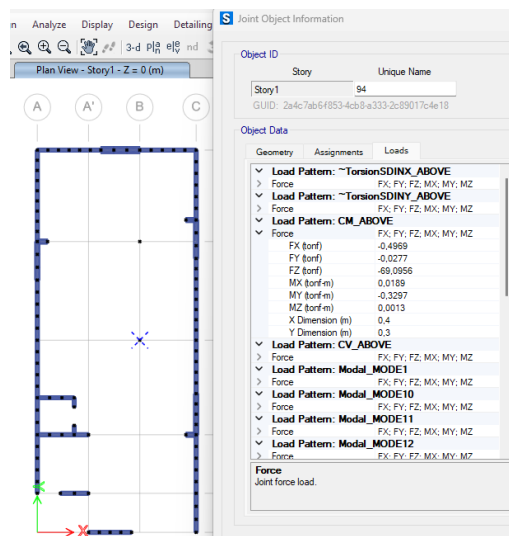 n Analyze Display Design Detailing
3-d
Plan View - Story1 - Z = 0 (m)
A A' B C
X
S Joint Object Information
Object ID
Story Unique Name
Story1 94
GUID: 2a4c7ab6-f853-4cb8-a333-2c89017c4e18
Object Data
Geometry Assignments Loads
Load Pattern: ~TorsionSDINX_ABOVE
Force FX; FY; FZ; MX; MY; MZ
Load Pattern: ~TorsionSDINY_ABOVE
Force FX; FY; FZ; MX; MY; MZ
Load Pattern: CM_ABOVE
Force FX; FY; FZ; MX; MY; MZ
FX (tonf) -0,4969
FY (tonf) -0,0277
FZ (tonf) -69,0956
MX (tonf-m) 0,0189
MY (tonf-m) -0,3297
MZ (tonf-m) 0,0013
X Dimension (m) 0,4
Y Dimension (m) 0,3
Load Pattern: CV_ABOVE
Force FX; FY; FZ; MX; MY; MZ
Load Pattern: Modal_MODE1
Force FX; FY; FZ; MX; MY; MZ
Load Pattern: Modal_MODE10
Force FX; FY; FZ; MX; MY; MZ
Load Pattern: Modal_MODE11
Force FX; FY; FZ; MX; MY; MZ
Load Pattern: Modal_MODE12
Force FX; FY; FZ; MX; MY; MZ
Force
Joint force load.